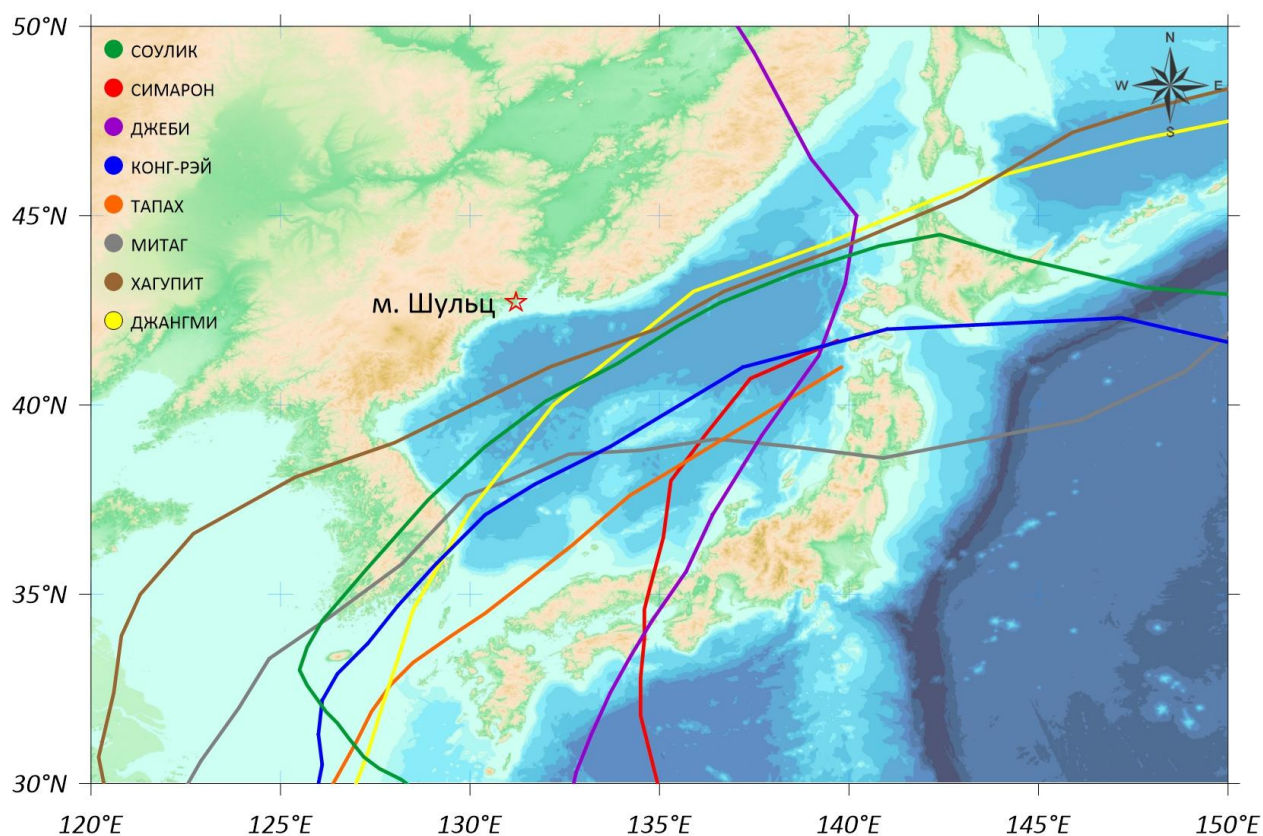 50°N
45°N
40°N
35°N
30°N
СОУЛИК
СИМАРОН
ДЖЕБИ
КОНГ-РЭЙ
ТАПАХ
МИТАГ
ХАГУПИТ
ДЖАНГМИ
м. Шульц
N
W
E
S
120°E
125°E
130°E
135°E
140°E
145°E
150°E